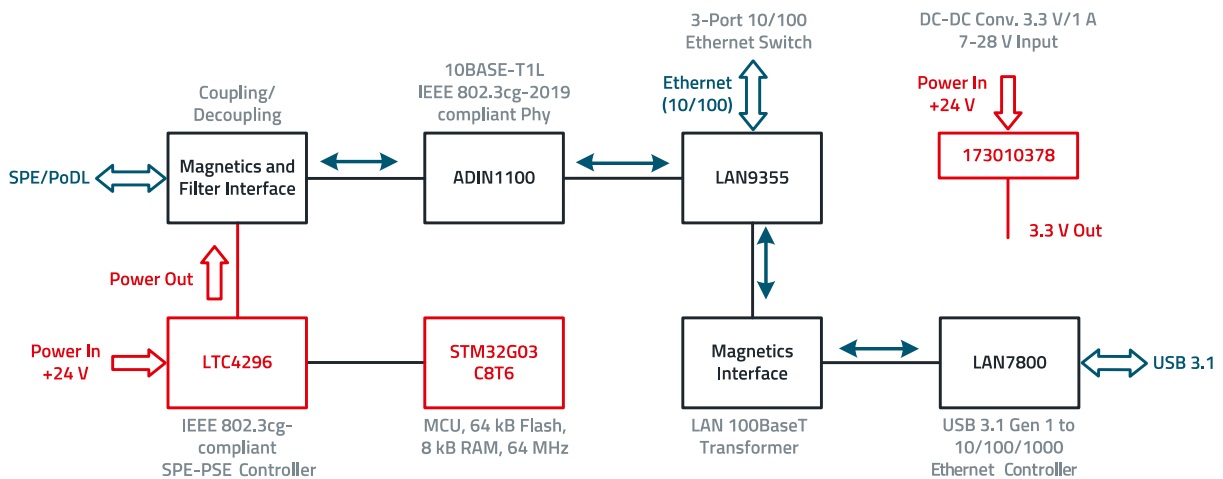 3-Port 10/100
Ethernet Switch
DC-DC Conv. 3.3 V/1 A
7-28 V Input
10BASE-T1L
IEEE 802.3cg-2019
compliant Phy
Coupling/
Decoupling
Ethernet
(10/100)
Power In
+24 V
SPE/PoDL
Magnetics and
Filter Interface
ADIN1100
LAN9355
173010378
3.3 V Out
Power Out
Power In
+24 V
LTC4296
STM32G03
C8T6
Magnetics
Interface
LAN7800
USB 3.1
IEEE 802.3cg-
compliant
SPE-PSE Controller
MCU, 64 kB Flash,
8 kB RAM, 64 MHz
LAN 100BaseT
Transformer
USB 3.1 Gen 1 to
10/100/1000
Ethernet Controller